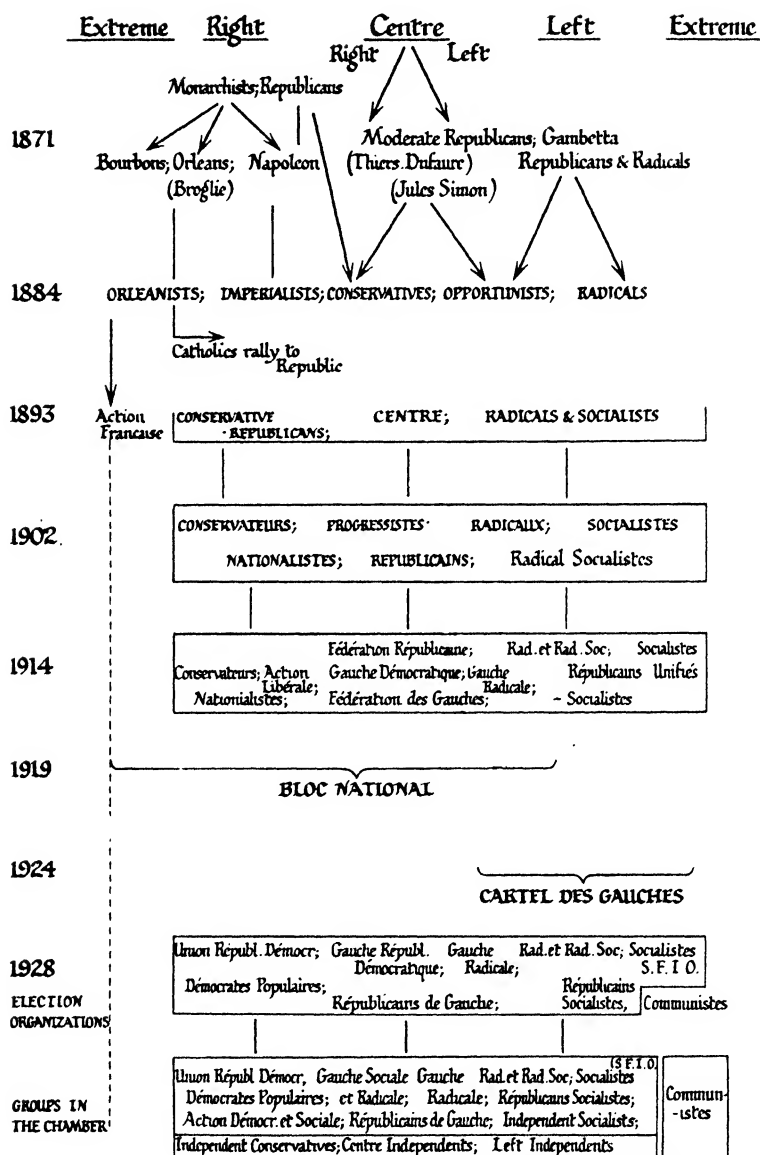 Extreme Right Centre Left Extreme
Right Left
Monarchists; Republicans
1871 Moderate Republicans; Gambetta
Bourbons; Orleans; Napoleon (Thiers. Dufaure) Republicans & Radicals
(Broglie) (Jules Simon)
1884 ORLEANISTS; IMPERIALISTS; CONSERVATIVES; OPPORTUNISTS; RADICALS
Catholics rally to
Republic
1893 Action CONSERVATIVE CENTRE; RADICALS & SOCIALISTS
Francaise - REPUBLICANS;
1902. CONSERVATEURS; PROGRESSISTES· RADICAUX; SOCIALISTES
NATIONALISTES; REPUBLICAINS; Radical Socialistes
Fédération Républicaine; Rad. et Rad. Soc; Socialistes
1914 Conservateurs; Action Gauche Démocratique; Gauche Républicains Unifiés
Libérale; Radicale;
Nationialistes; Fédération des Gauches; - Socialistes
1919
BLOC NATIONAL
1924
CARTEL DES GAUCHES
Union Républ. Démocr; Gauche Républ. Gauche Rad. et Rad. Soc; Socialistes
1928 Démocratique; Radicale; S.F.I O.
Démocrates Populaires; Républicains
ELECTION Républicains de Gauche; Socialistes, Communistes
ORGANIZATIONS
(S.F.I.O.
Union Républ Démocr, Gauche Sociale Gauche Rad. et Rad. Soc; Socialistes
GROUPS IN Démocrates Populaires; et Radicale; Radicale; Républicains Socialistes; Commun-
THE CHAMBER Action Démocr. et Sociale; Républicains de Gauche; Independent Socialists; -istes
Independent Conservatives; Centre Independents; Left Independents